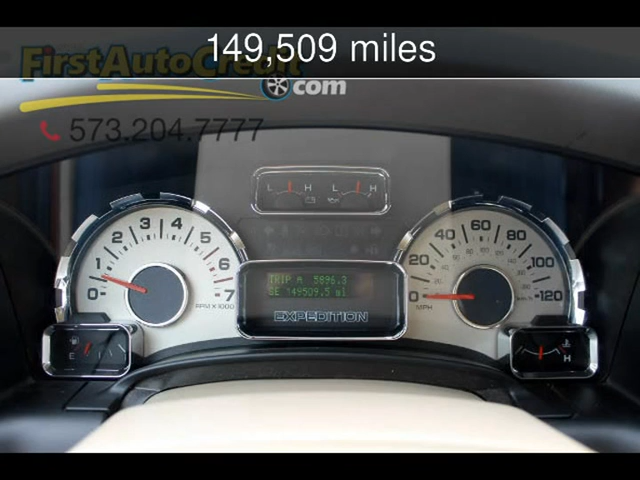 149,509 miles
FirstAutoCredit
.com
573.204.7777
L H L H
0 1 2 3 4 5 6 7
RPM X 1000
TRIP A 5896.3
149509.5 mi
EXPEDITION
0 20 40 60 80 100 120
MPH km/h
E
H